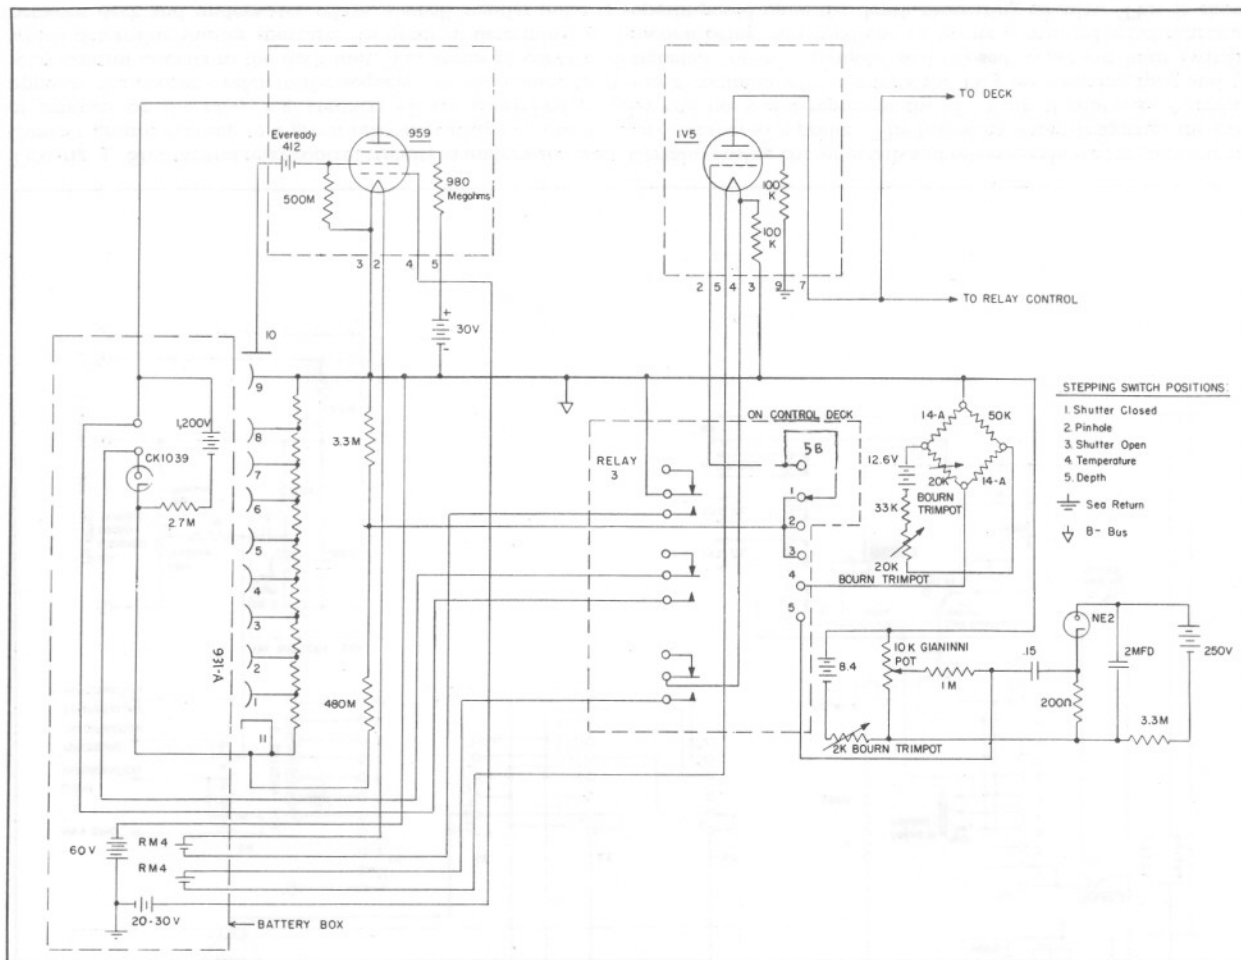 TO DECK
959
1V5
Eveready
412
980
Megohms
500M
100
K
100
K
3 2 4 5
2 5 4 3 9 7
TO RELAY CONTROL
+
30V
-
10
9
STEPPING SWITCH POSITIONS:
1. Shutter Closed
2. Pinhole
3. Shutter Open
4. Temperature
5. Depth
Sea Return
B- Bus
ON CONTROL DECK
5B
14-A
50K
1,200V
8
3.3M
CK1039
7
RELAY
3
12.6V
20K
14-A
BOURN
TRIMPOT
6
1
33K
2.7M
5
2
3
20K
4
4
BOURN TRIMPOT
3
5
NE2
931-A
2
10K GIANINNI
POT
.15
2MFD
250V
8.4
1M
1
480M
200Ω
11
3.3M
2K BOURN TRIMPOT
60V
RM4
RM4
20-30V
BATTERY BOX